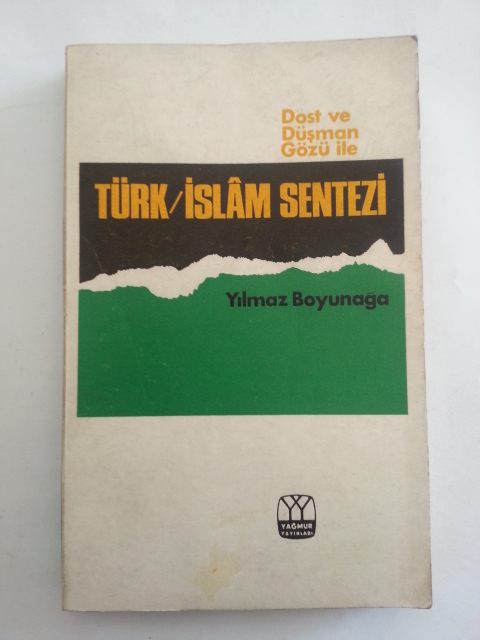 Dost ve
Düşman
Gözü ile
TÜRK/İSLÂM SENTEZİ
Yılmaz Boyunağa
YAĞMUR
YAYINLARI